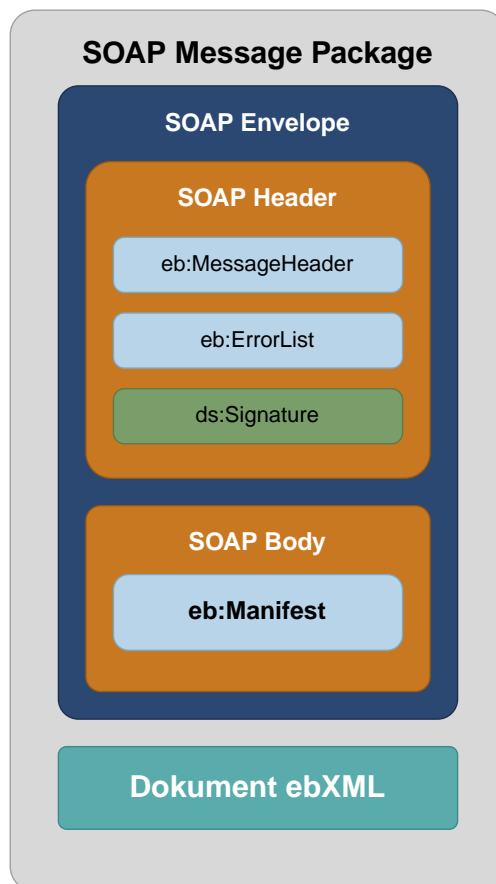 SOAP Message Package
SOAP Envelope
SOAP Header
eb:MessageHeader
eb:ErrorList
ds:Signature
SOAP Body
eb:Manifest
Dokument ebXML